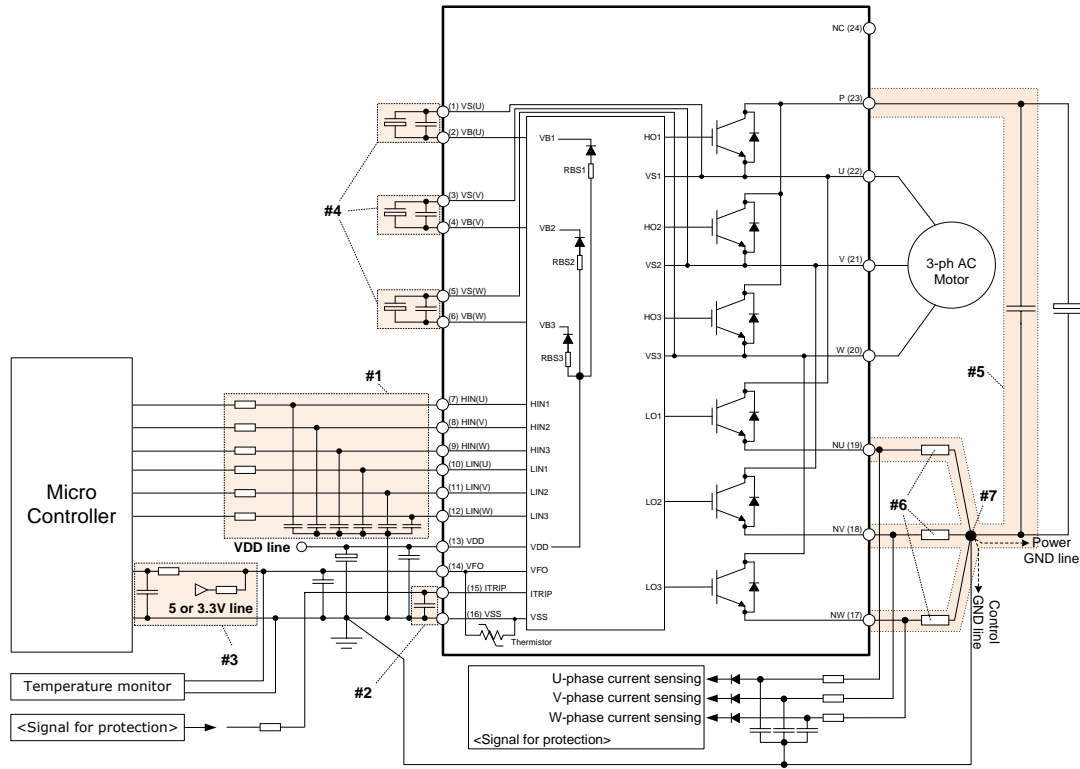 NC (24)
P (23)
(1) VS(U)
(2) VB(U)
VB1
HO1
RBS1
VS1
U (22)
#4
(3) VS(V)
(4) VB(V)
VB2
HO2
RBS2
VS2
V (21)
3-ph AC
Motor
(5) VS(W)
(6) VB(W)
VB3
HO3
RBS3
VS3
W (20)
#5
#1
(7) HIN(U)
HIN1
LO1
(8) HIN(V)
HIN2
(9) HIN(W)
HIN3
NU (19)
(10) LIN(U)
LIN1
(11) LIN(V)
LIN2
LO2
#6
#7
(12) LIN(W)
LIN3
NV (18)
Micro
Controller
VDD line
(13) VDD
VDD
Power
GND line
(14) VFO
VFO
(15) ITRIP
ITRIP
LO3
5 or 3.3V line
(16) VSS
VSS
NW (17)
Control
GND line
Thermistor
#3
#2
Temperature monitor
<Signal for protection>
U-phase current sensing
V-phase current sensing
W-phase current sensing
<Signal for protection>